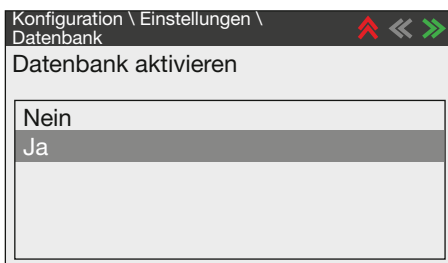 Konfiguration \ Einstellungen \
Datenbank
Datenbank aktivieren
Nein
Ja